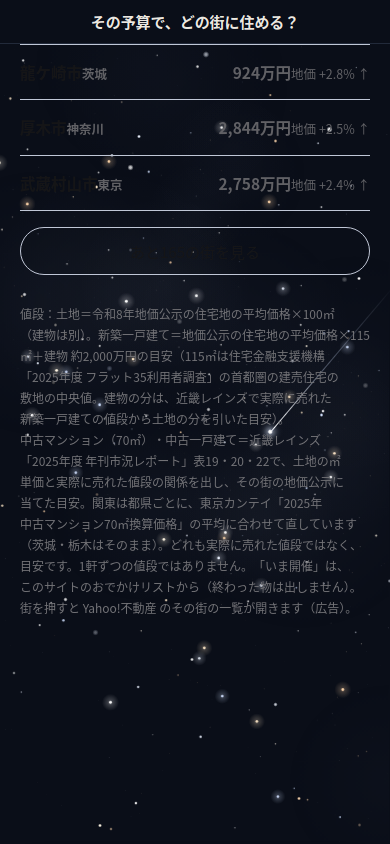 その予算で、どの街に住める？
龍ケ崎市茨城 924万円地価 +2.8% ↑
厚木市神奈川 2,844万円地価 +2.5% ↑
武蔵村山市東京 2,758万円地価 +2.4% ↑
値段：土地＝令和8年地価公示の住宅地の平均価格×100㎡
（建物は別）。新築一戸建て＝地価公示の住宅地の平均価格×115
㎡＋建物 約2,000万円の目安（115㎡は住宅金融支援機構
「2025年度 フラット35利用者調査」の首都圏の建売住宅の
敷地の中央値。建物の分は、近畿レインズで実際に売れた
新築一戸建ての値段から土地の分を引いた目安）。
中古マンション（70㎡）・中古一戸建て＝近畿レインズ
「2025年度 年刊市況レポート」表19・20・22で、土地の㎡
単価と実際に売れた値段の関係を出し、その街の地価公示に
当てた目安。関東は都県ごとに、東京カンテイ「2025年
中古マンション70㎡換算価格」の平均に合わせて直しています
（茨城・栃木はそのまま）。どれも実際に売れた値段ではなく、
目安です。1軒ずつの値段ではありません。「いま開催」は、
このサイトのおでかけリストから（終わった物は出しません）。
街を押すと Yahoo!不動産 のその街の一覧が開きます（広告）。